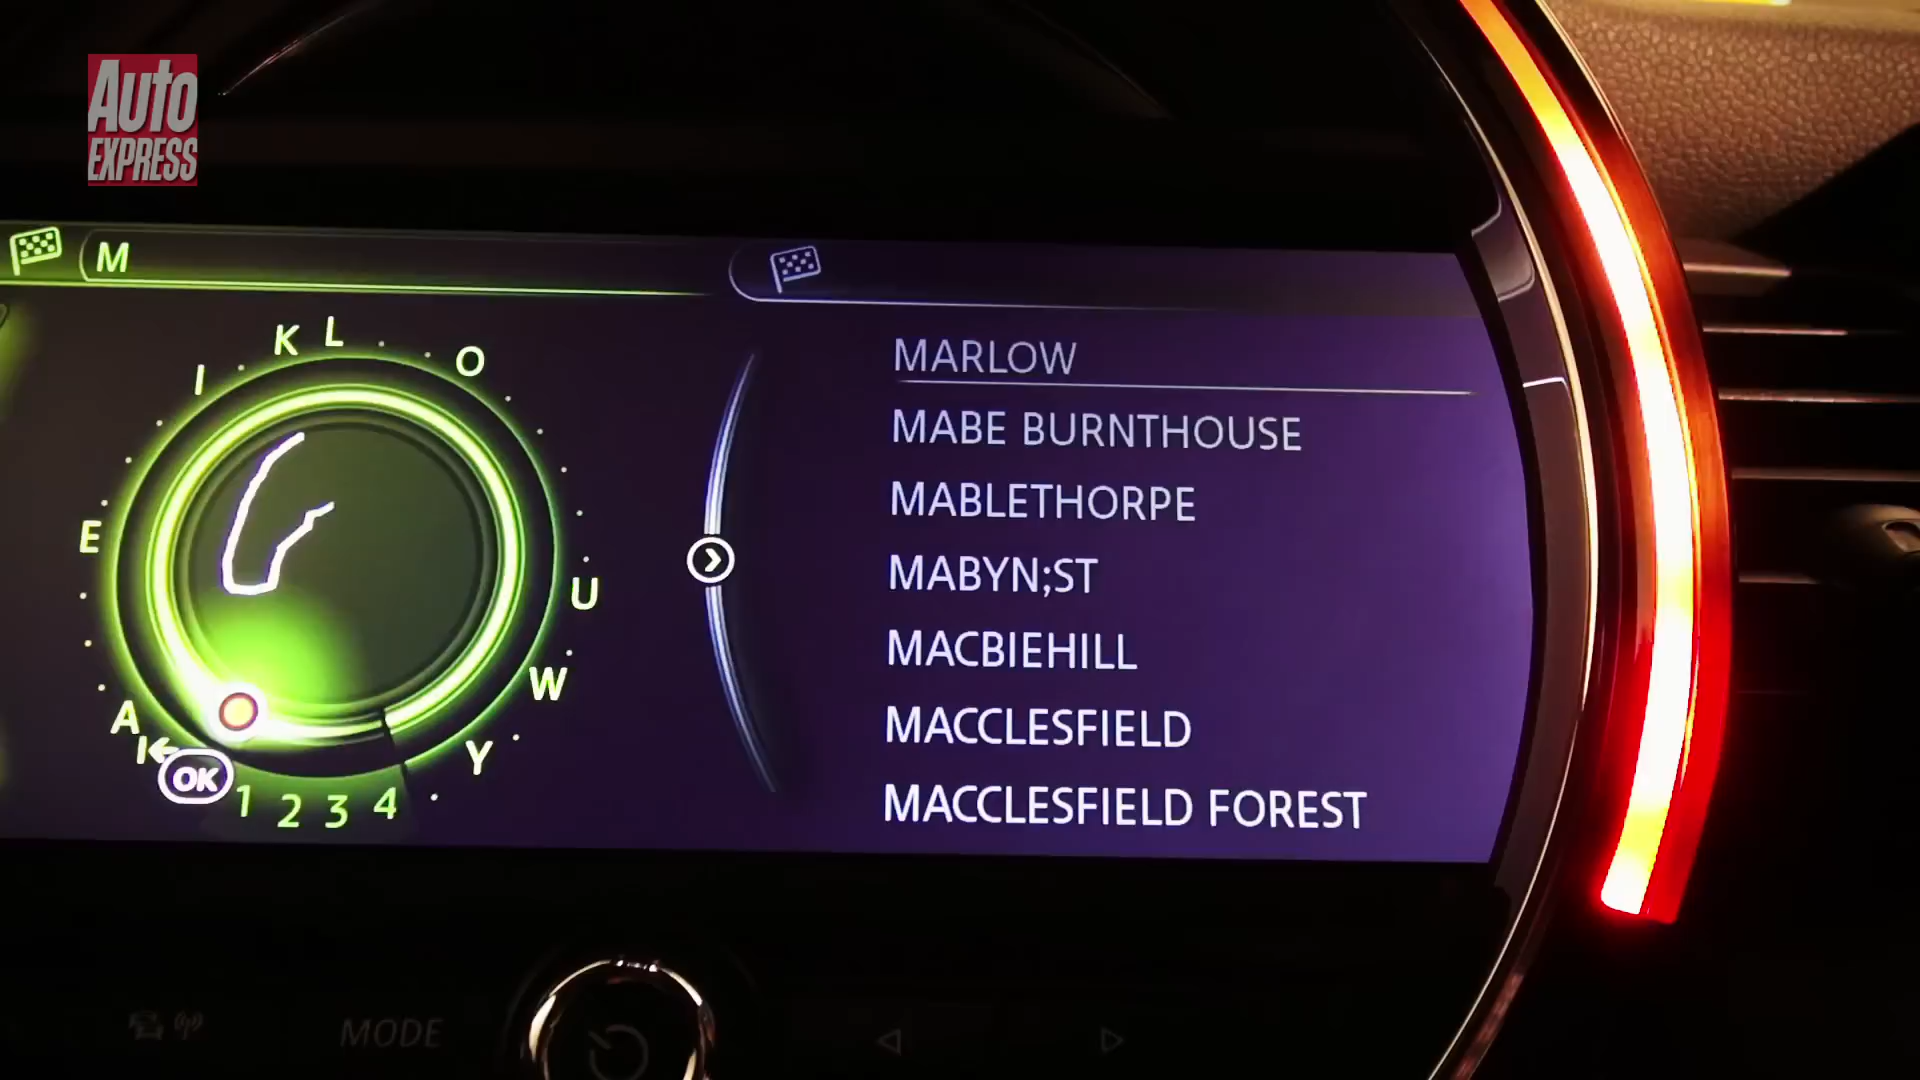 Auto
EXPRESS
M
K L
O
I
E
U
W
A
Y
OK
1 2 3 4
MARLOW
MABE BURNTHOUSE
MABLETHORPE
MABYN;ST
MACBIEHILL
MACCLESFIELD
MACCLESFIELD FOREST
MODE